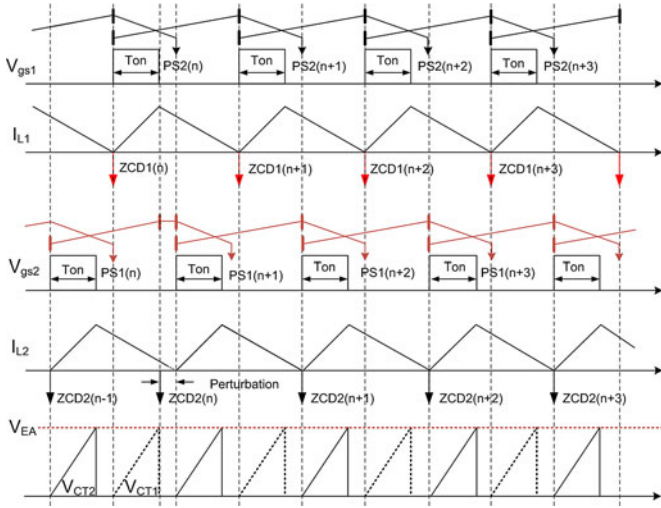 Vgs1
Ton PS2(n) Ton PS2(n+1) Ton PS2(n+2) Ton PS2(n+3)
IL1
ZCD1(n) ZCD1(n+1) ZCD1(n+2) ZCD1(n+3)
Vgs2
Ton PS1(n) Ton PS1(n+1) Ton PS1(n+2) Ton PS1(n+3) Ton
IL2
Perturbation
ZCD2(n-1) ZCD2(n) ZCD2(n+1) ZCD2(n+2) ZCD2(n+3)
VEA
VCT2 VCT1